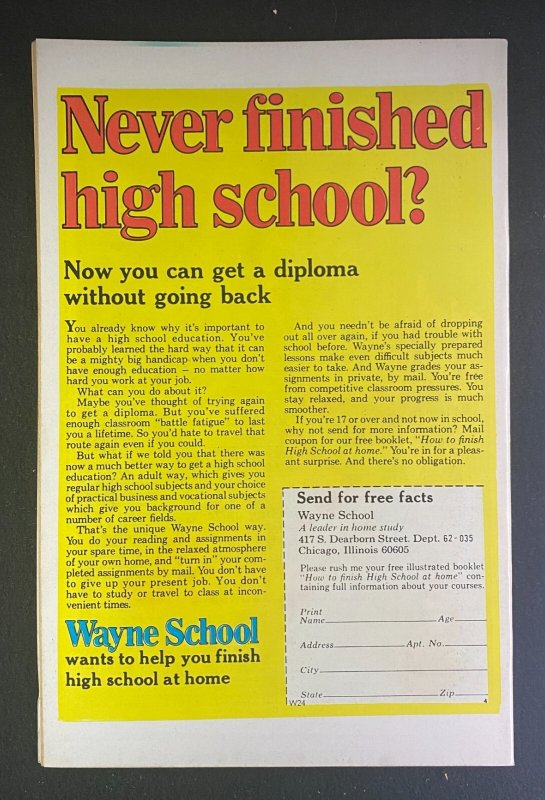 Never finished
high school?
Now you can get a diploma
without going back
You already know why it's important to
have a high school education. You've
probably learned the hard way that it can
be a mighty big handicap when you don't
have enough education — no matter how
hard you work at your job.
What can you do about it?
Maybe you've thought of trying again
to get a diploma. But you've suffered
enough classroom "battle fatigue" to last
you a lifetime. So you'd hate to travel that
route again even if you could.
But what if we told you that there was
now a much better way to get a high school
education? An adult way, which gives you
regular high school subjects and your choice
of practical business and vocational subjects
which give you background for one of a
number of career fields.
That's the unique Wayne School way.
You do your reading and assignments in
your spare time, in the relaxed atmosphere
of your own home, and "turn in" your com-
pleted assignments by mail. You don't have
to give up your present job. You don't
have to study or travel to class at incon-
venient times.
Wayne School
wants to help you finish
high school at home
And you needn't be afraid of dropping
out all over again, if you had trouble with
school before. Wayne's specially prepared
lessons make even difficult subjects much
easier to take. And Wayne grades your as-
signments in private, by mail. You're free
from competitive classroom pressures. You
stay relaxed, and your progress is much
smoother.
If you're 17 or over and not now in school,
why not send for more information? Mail
coupon for our free booklet, "How to finish
High School at home." You're in for a pleas-
ant surprise. And there's no obligation.
Send for free facts
Wayne School
A leader in home study
417 S. Dearborn Street. Dept. 62-035
Chicago, Illinois 60605
Please rush me your free illustrated booklet
"How to finish High School at home" con-
taining full information about your courses.
Print
Name Age
Address Apt. No.
City
State Zip
W24 4